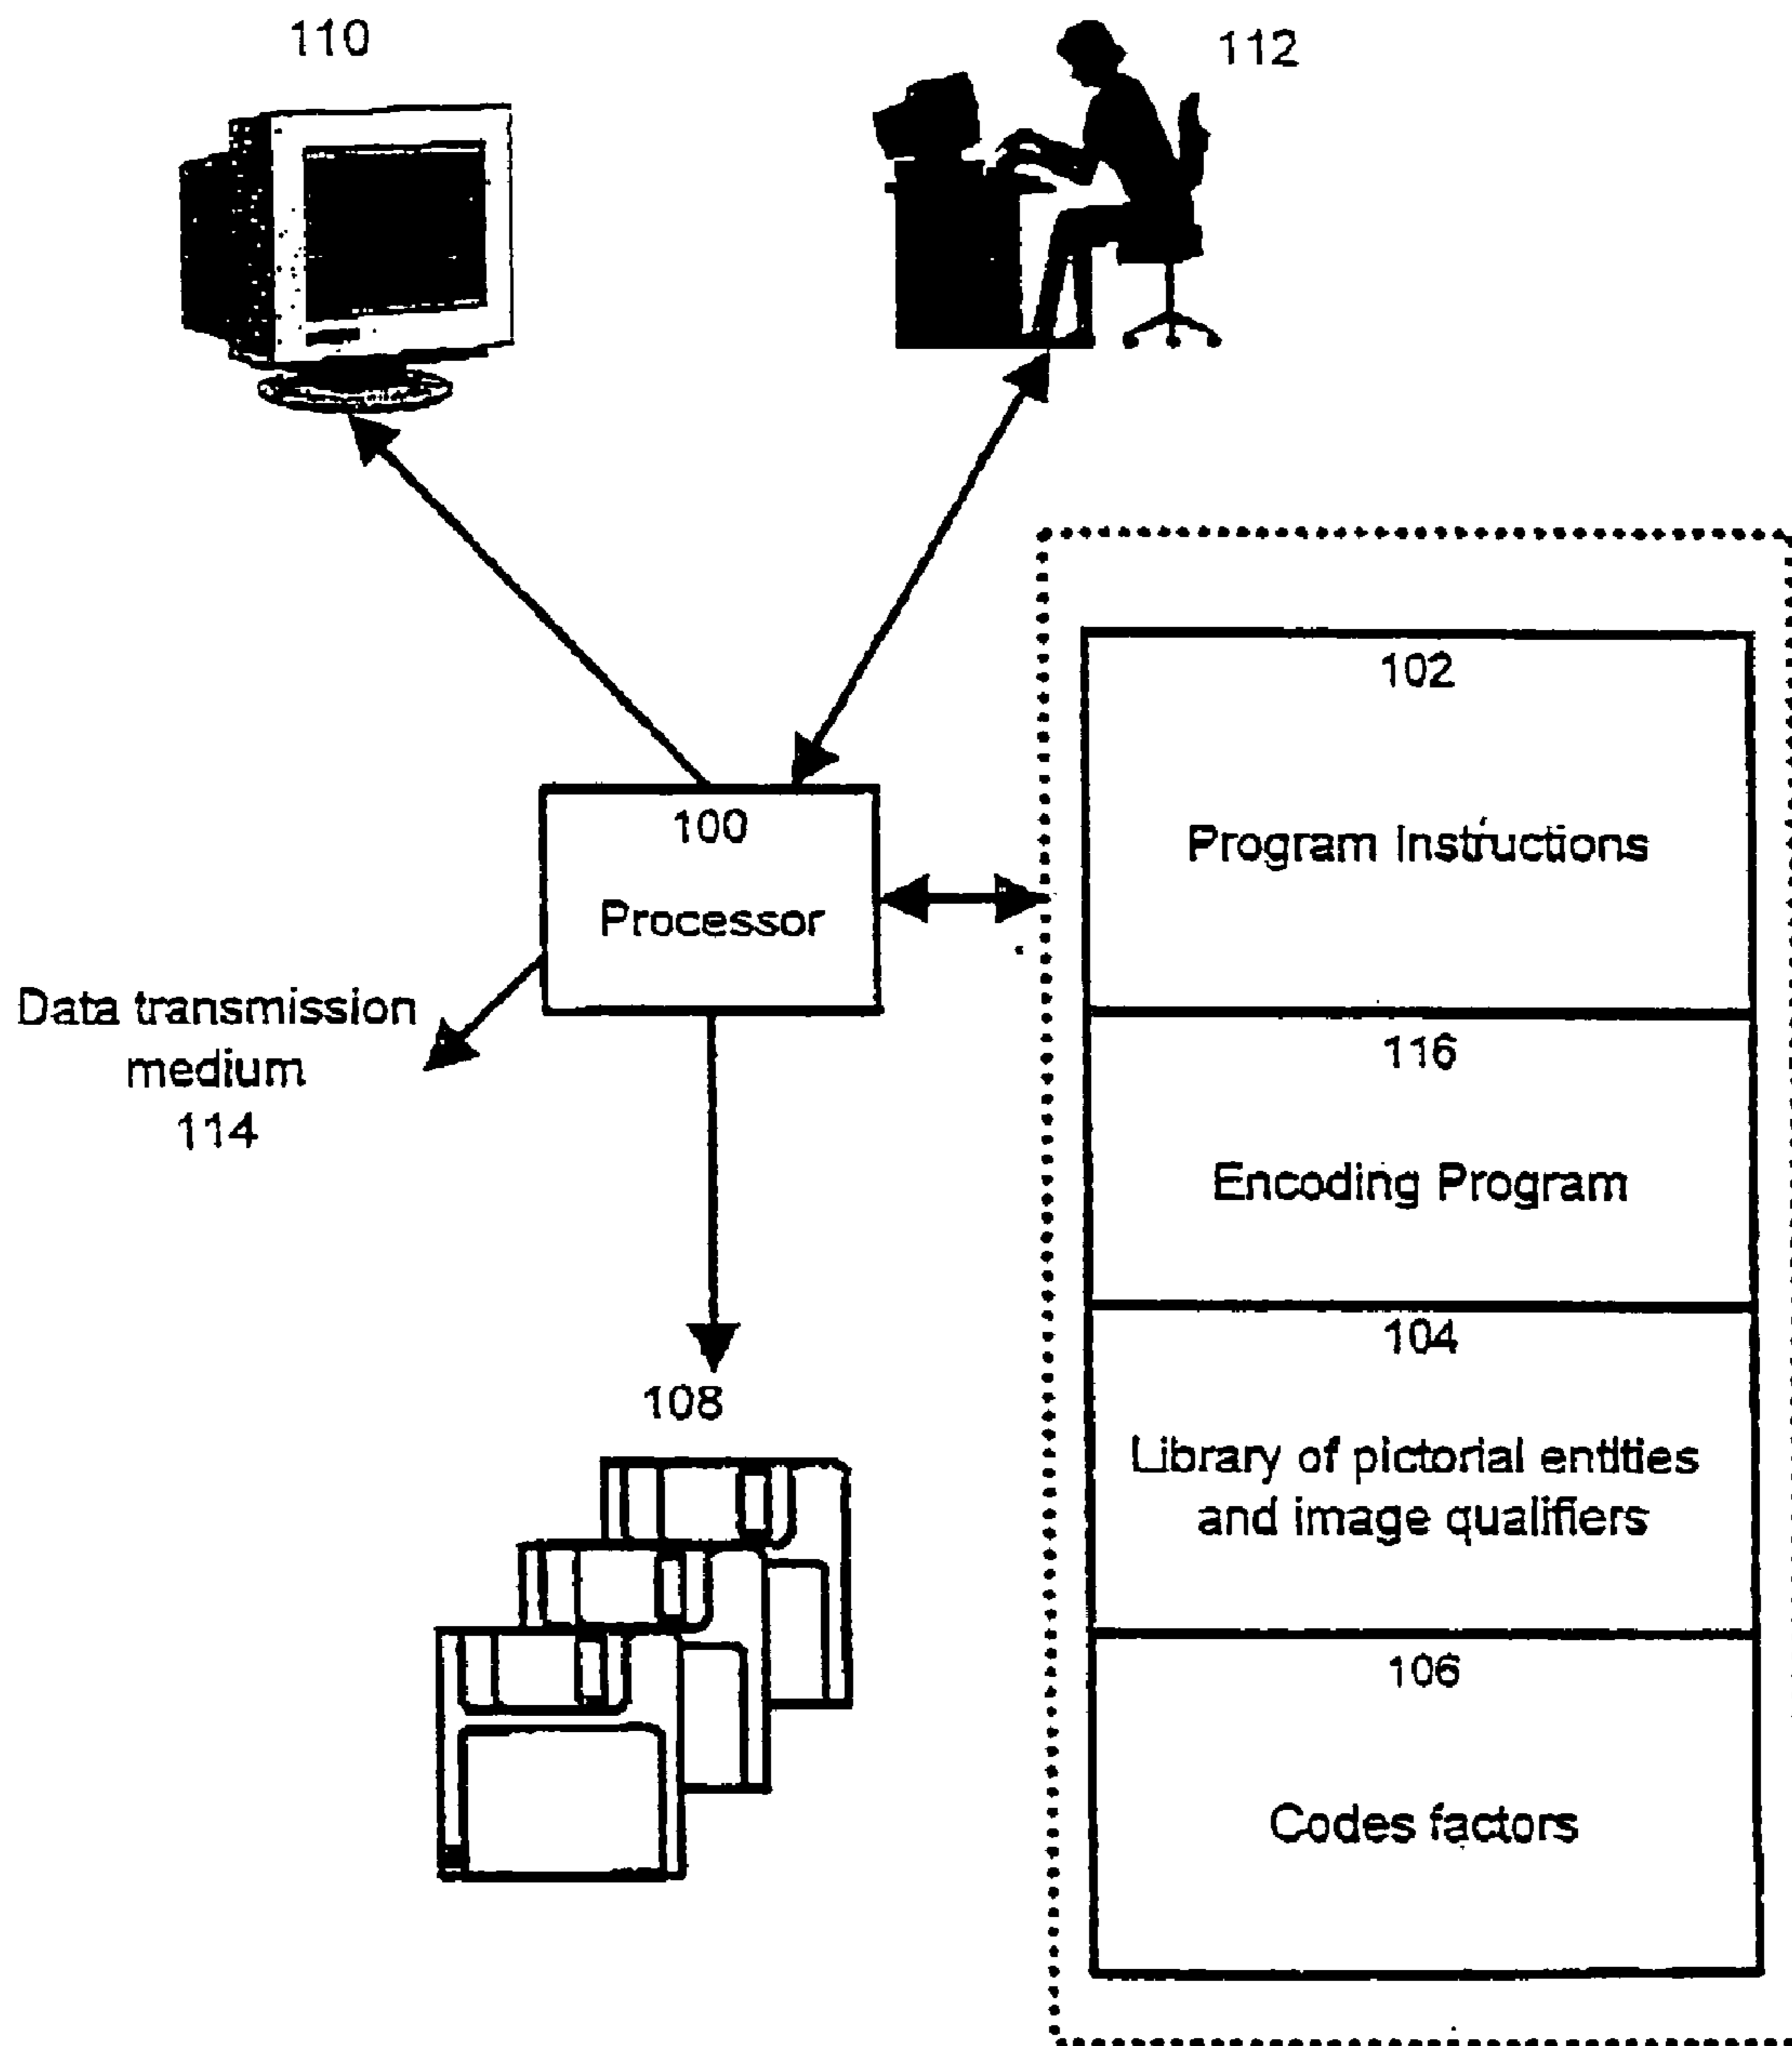 110
112
102
Program Instructions
100
Processor
Data transmission
medium
114
116
Encoding Program
104
Library of pictorial entities
and image qualifiers
108
106
Codes factors